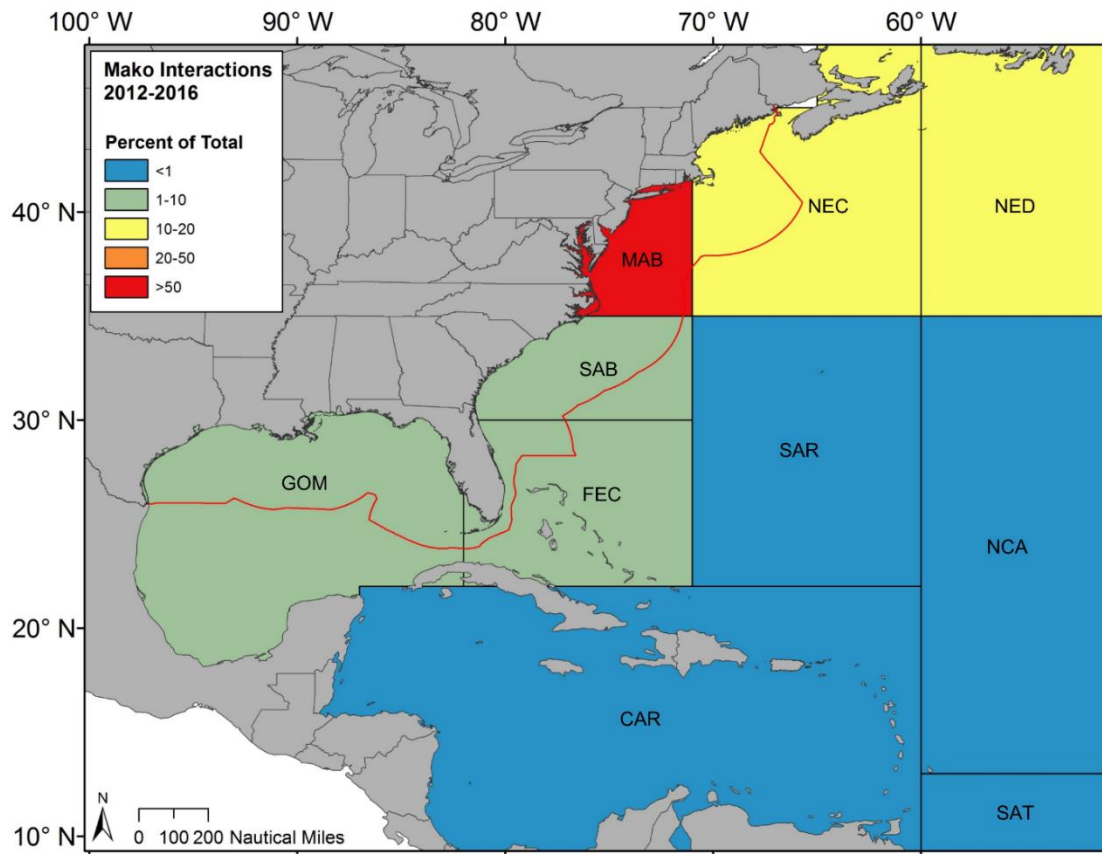 100° W 90° W 80° W 70° W 60° W
Mako Interactions
2012-2016
Percent of Total
<1
1-10
10-20
20-50
>50
40° N
NEC
NED
MAB
SAB
30° N
SAR
GOM
FEC
NCA
20° N
CAR
N
SAT
0 100 200 Nautical Miles
10° N